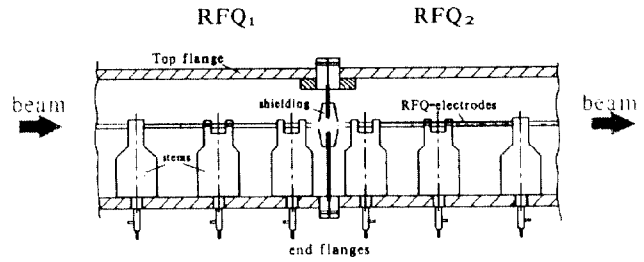 RFQ₁ RFQ₂
Top flange
beam shielding RFQ-electrodes beam
stems
end flanges